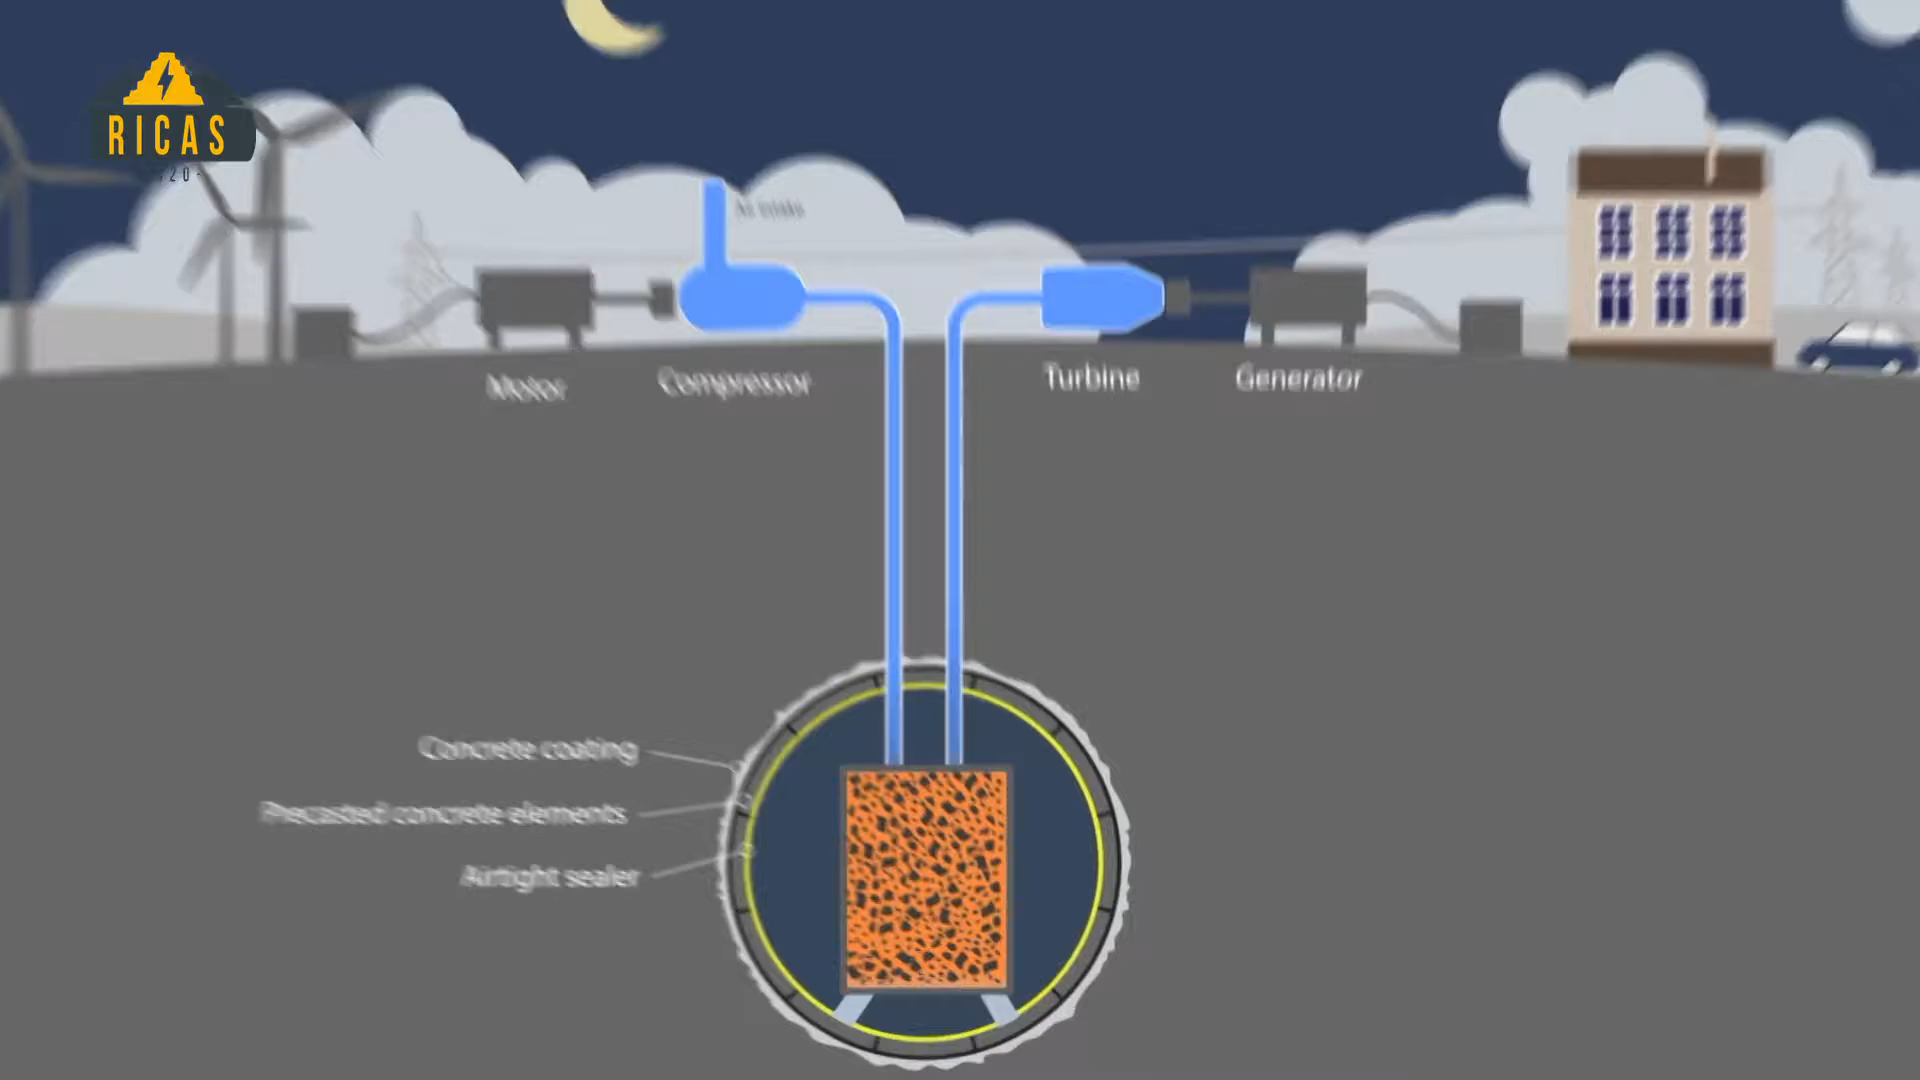 RICAS
Motor
Compressor
Turbine
Generator
Concrete coating
Precasted concrete elements
Airtight sealer